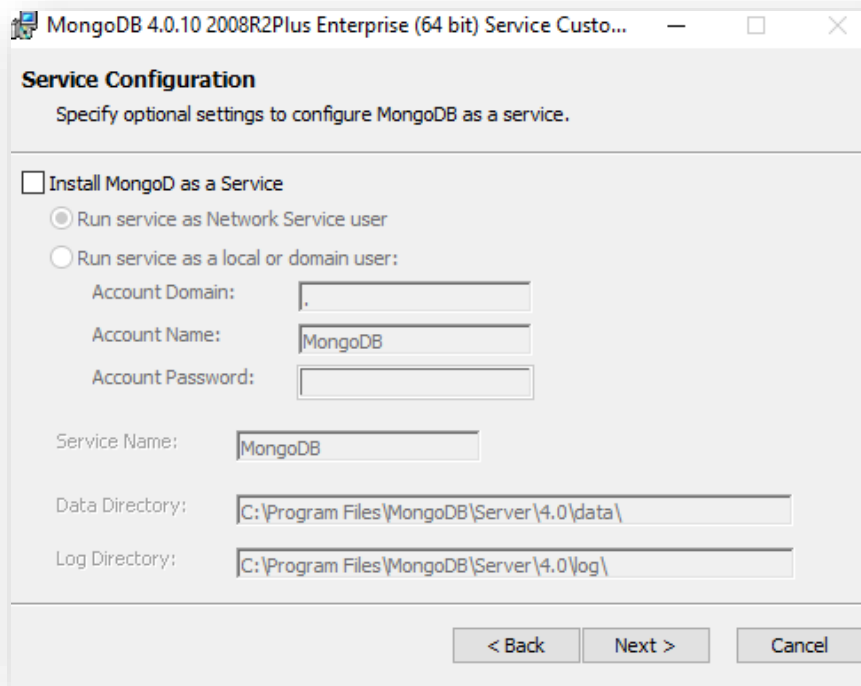 MongoDB 4.0.10 2008R2Plus Enterprise (64 bit) Service Custo...
Service Configuration
Specify optional settings to configure MongoDB as a service.
Install MongoD as a Service
Run service as Network Service user
Run service as a local or domain user:
Account Domain: .
Account Name: MongoDB
Account Password:
Service Name: MongoDB
Data Directory: C:\Program Files\MongoDB\Server\4.0\data\
Log Directory: C:\Program Files\MongoDB\Server\4.0\log\
< Back Next > Cancel